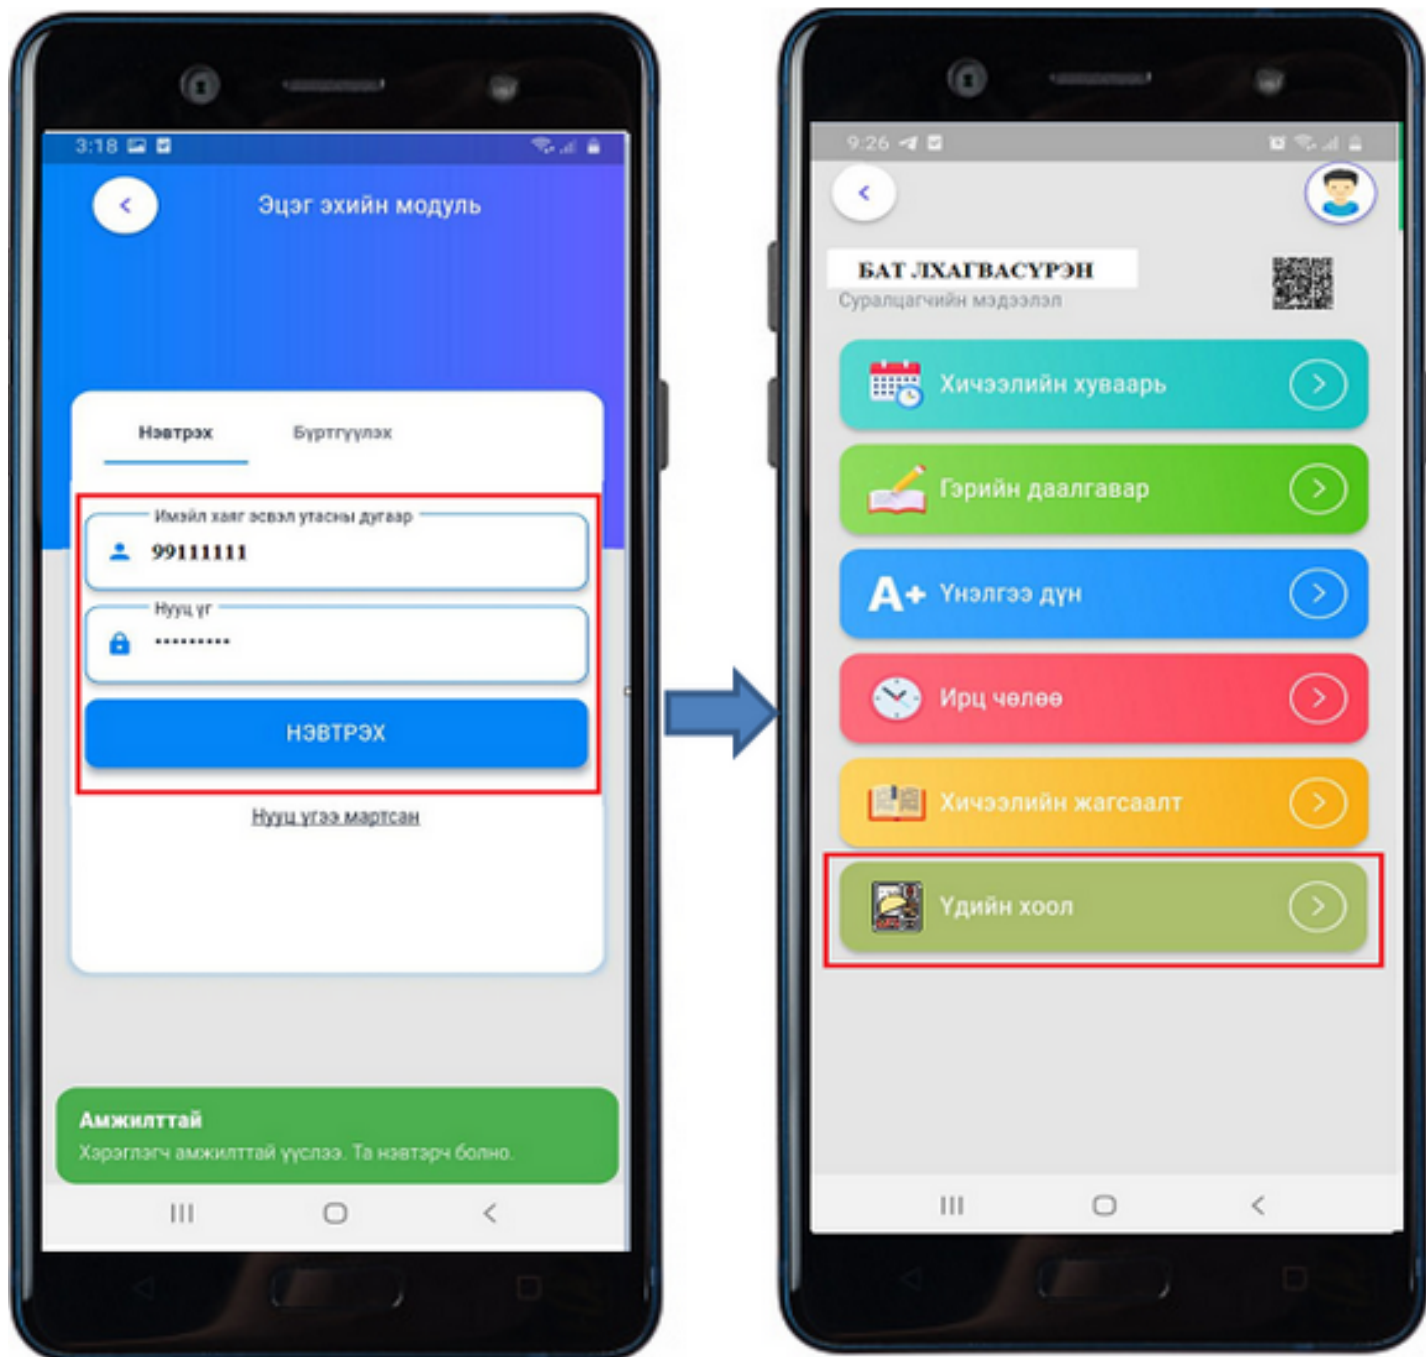 3:18
Эцэг эхийн модуль
Нэвтрэх
Бүртгүүлэх
Имэйл хаяг эсвэл утасны дугаар
99111111
Нууц үг
•••••••••
НЭВТРЭХ
Нууц үгээ мартсан
Амжилттай
Хэрэглэгч амжилттай үүслээ. Та нэвтэрч болно.
9:26
БАТ ЛХАГВАСҮРЭН
Суралцагчийн мэдээлэл
Хичээлийн хуваарь
Гэрийн даалгавар
A+ Үнэлгээ дүн
Ирц чөлөө
Хичээлийн жагсаалт
Үдийн хоол